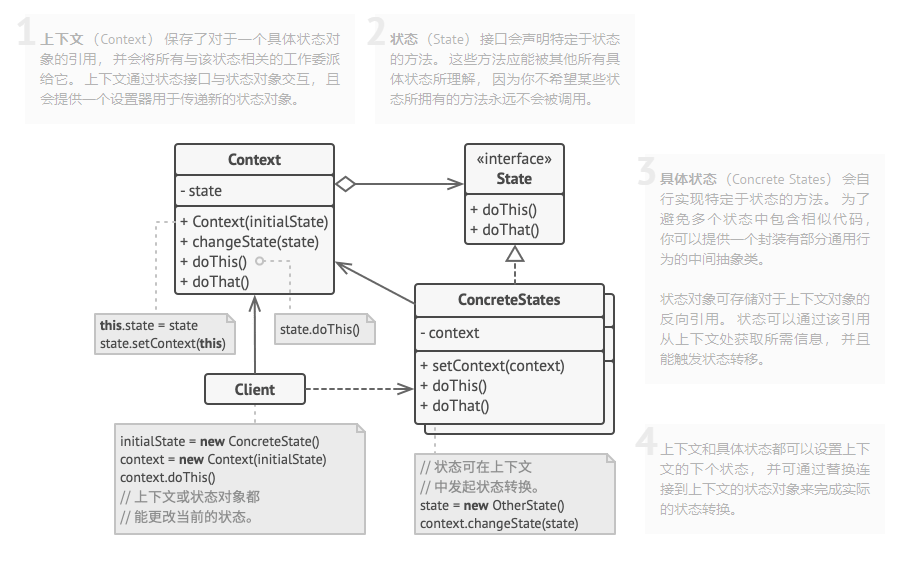 1
上下文 （Context） 保存了对于一个具体状态对
象的引用， 并会将所有与该状态相关的工作委派
给它。 上下文通过状态接口与状态对象交互， 且
会提供一个设置器用于传递新的状态对象。
2
状态 （State） 接口会声明特定于状态
的方法。 这些方法应能被其他所有具
体状态所理解， 因为你不希望某些状
态所拥有的方法永远不会被调用。
Context
- state
+ Context(initialState)
+ changeState(state)
+ doThis()
+ doThat()
«interface»
State
+ doThis()
+ doThat()
3
具体状态 （Concrete States） 会自
行实现特定于状态的方法。 为了
避免多个状态中包含相似代码，
你可以提供一个封装有部分通用行
为的中间抽象类。
状态对象可存储对于上下文对象的
反向引用。 状态可以通过该引用
从上下文处获取所需信息， 并且
能触发状态转移。
this.state = state
state.setContext(this)
state.doThis()
ConcreteStates
- context
+ setContext(context)
+ doThis()
+ doThat()
Client
initialState = new ConcreteState()
context = new Context(initialState)
context.doThis()
// 上下文或状态对象都
// 能更改当前的状态。
// 状态可在上下文
// 中发起状态转换。
state = new OtherState()
context.changeState(state)
4
上下文和具体状态都可以设置上下
文的下个状态， 并可通过替换连
接到上下文的状态对象来完成实际
的状态转换。